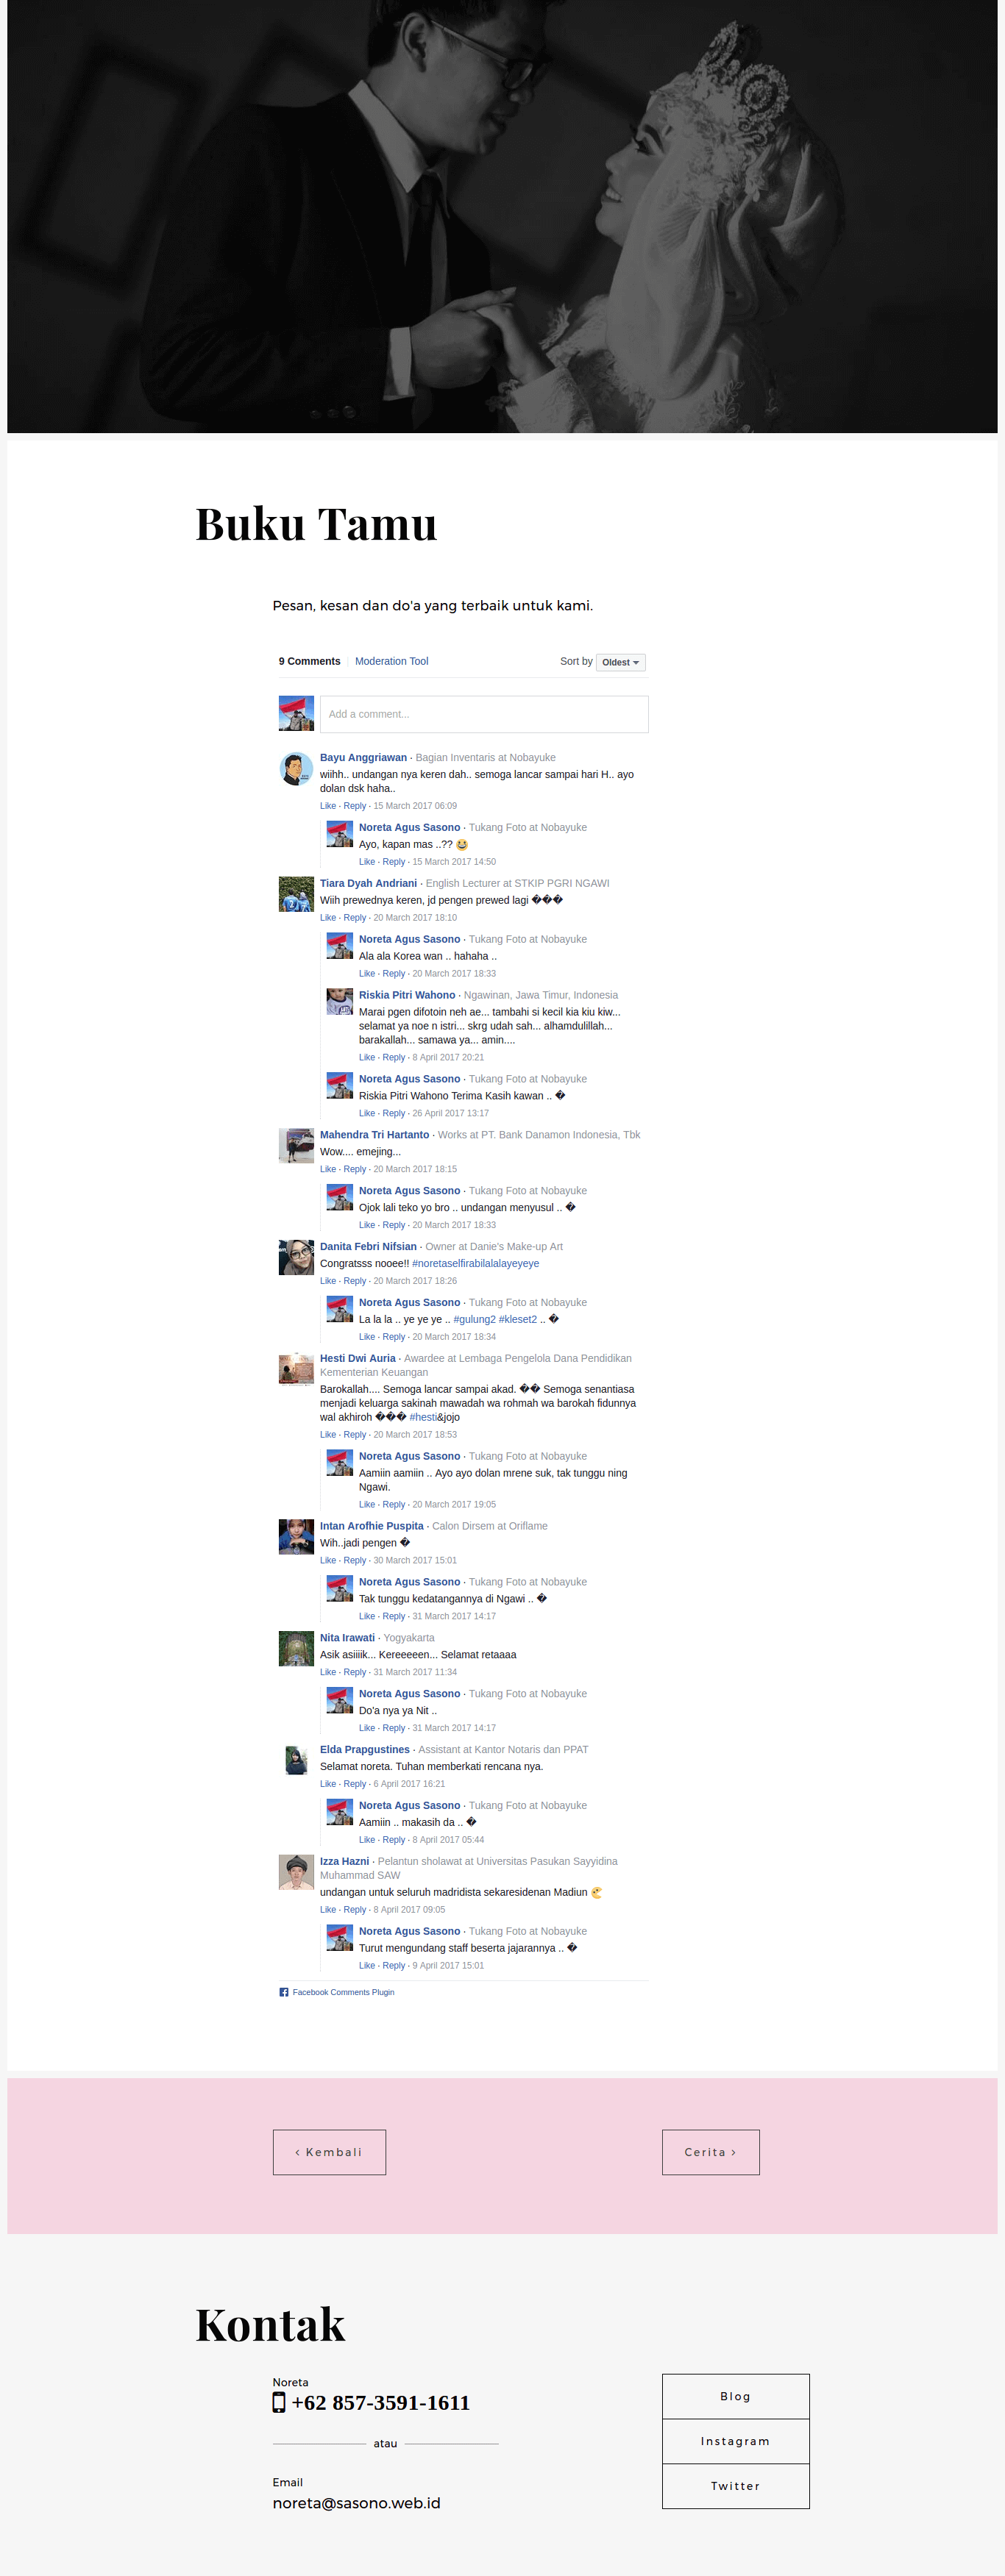 Buku Tamu
Pesan, kesan dan do'a yang terbaik untuk kami.
9 Comments Moderation Tool Sort by Oldest
Add a comment...
Bayu Anggriawan · Bagian Inventaris at Nobayuke
wiihh.. undangan nya keren dah.. semoga lancar sampai hari H.. ayo
dolan dsk haha..
Like · Reply · 15 March 2017 06:09
Noreta Agus Sasono · Tukang Foto at Nobayuke
Ayo, kapan mas ..??
Like · Reply · 15 March 2017 14:50
Tiara Dyah Andriani · English Lecturer at STKIP PGRI NGAWI
Wiih prewednya keren, jd pengen prewed lagi ���
Like · Reply · 20 March 2017 18:10
Noreta Agus Sasono · Tukang Foto at Nobayuke
Ala ala Korea wan .. hahaha ..
Like · Reply · 20 March 2017 18:33
Riskia Pitri Wahono · Ngawinan, Jawa Timur, Indonesia
Marai pgen difotoin neh ae... tambahi si kecil kia kiu kiw...
selamat ya noe n istri... skrg udah sah... alhamdulillah...
barakallah... samawa ya... amin....
Like · Reply · 8 April 2017 20:21
Noreta Agus Sasono · Tukang Foto at Nobayuke
Riskia Pitri Wahono Terima Kasih kawan .. �
Like · Reply · 26 April 2017 13:17
Mahendra Tri Hartanto · Works at PT. Bank Danamon Indonesia, Tbk
Wow.... emejing...
Like · Reply · 20 March 2017 18:15
Noreta Agus Sasono · Tukang Foto at Nobayuke
Ojok lali teko yo bro .. undangan menyusul .. �
Like · Reply · 20 March 2017 18:33
Danita Febri Nifsian · Owner at Danie's Make-up Art
Congratsss nooee!! #noretaselfirabilalalayeyeye
Like · Reply · 20 March 2017 18:26
Noreta Agus Sasono · Tukang Foto at Nobayuke
La la la .. ye ye ye .. #gulung2 #kleset2 .. �
Like · Reply · 20 March 2017 18:34
Hesti Dwi Auria · Awardee at Lembaga Pengelola Dana Pendidikan
Kementerian Keuangan
Barokallah.... Semoga lancar sampai akad. �� Semoga senantiasa
menjadi keluarga sakinah mawadah wa rohmah wa barokah fidunnya
wal akhiroh ��� #hesti&jojo
Like · Reply · 20 March 2017 18:53
Noreta Agus Sasono · Tukang Foto at Nobayuke
Aamiin aamiin .. Ayo ayo dolan mrene suk, tak tunggu ning
Ngawi.
Like · Reply · 20 March 2017 19:05
Intan Arofhie Puspita · Calon Dirsem at Oriflame
Wih..jadi pengen �
Like · Reply · 30 March 2017 15:01
Noreta Agus Sasono · Tukang Foto at Nobayuke
Tak tunggu kedatangannya di Ngawi .. �
Like · Reply · 31 March 2017 14:17
Nita Irawati · Yogyakarta
Asik asiiiik... Kereeeeen... Selamat retaaaa
Like · Reply · 31 March 2017 11:34
Noreta Agus Sasono · Tukang Foto at Nobayuke
Do'a nya ya Nit ..
Like · Reply · 31 March 2017 14:17
Elda Prapgustines · Assistant at Kantor Notaris dan PPAT
Selamat noreta. Tuhan memberkati rencana nya.
Like · Reply · 6 April 2017 16:21
Noreta Agus Sasono · Tukang Foto at Nobayuke
Aamiin .. makasih da .. �
Like · Reply · 8 April 2017 05:44
Izza Hazni · Pelantun sholawat at Universitas Pasukan Sayyidina
Muhammad SAW
undangan untuk seluruh madridista sekaresidenan Madiun
Like · Reply · 8 April 2017 09:05
Noreta Agus Sasono · Tukang Foto at Nobayuke
Turut mengundang staff beserta jajarannya .. �
Like · Reply · 9 April 2017 15:01
Facebook Comments Plugin
‹ Kembali
Cerita ›
Kontak
Noreta
+62 857-3591-1611
atau
Email
noreta@sasono.web.id
Blog
Instagram
Twitter